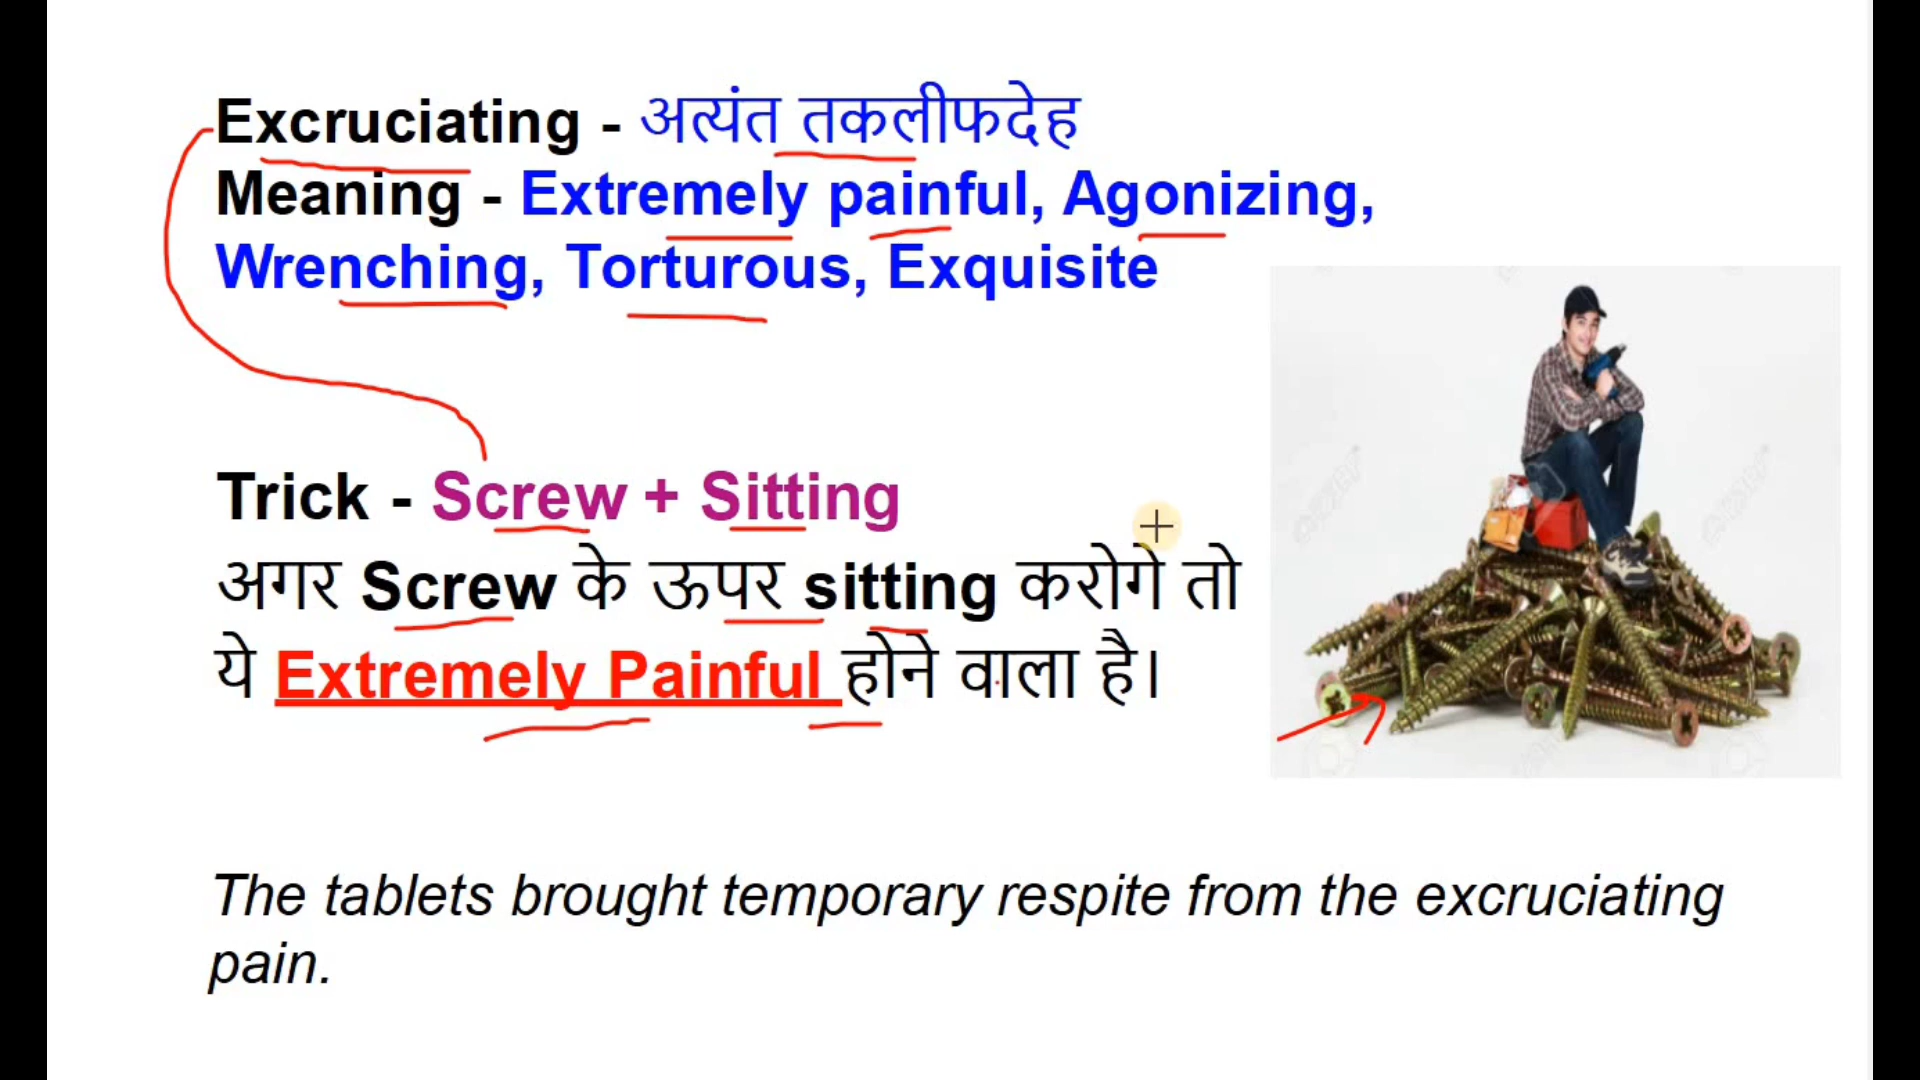 Excruciating - अत्यंत तकलीफदेह
Meaning - Extremely painful, Agonizing,
Wrenching, Torturous, Exquisite
Trick - Screw + Sitting
अगर Screw के ऊपर sitting करोगे तो
ये Extremely Painful होने वाला है।
The tablets brought temporary respite from the excruciating
pain.